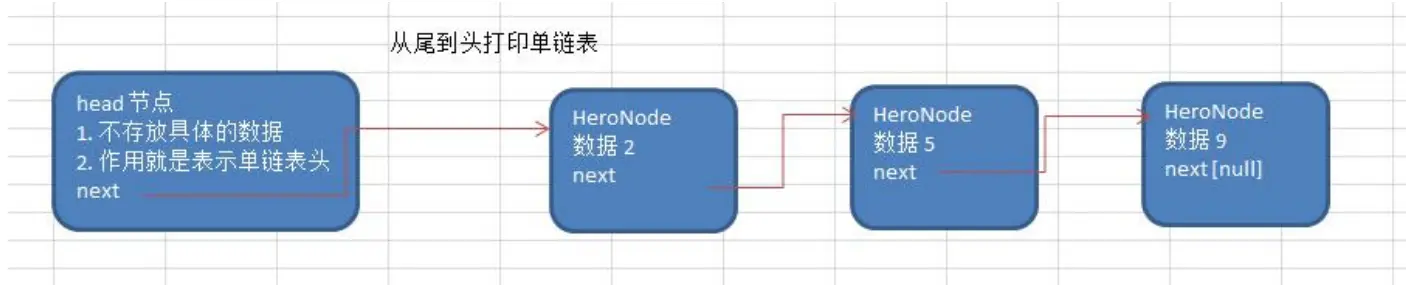 从尾到头打印单链表
head 节点
1. 不存放具体的数据
2. 作用就是表示单链表头
next
HeroNode
数据 2
next
HeroNode
数据 5
next
HeroNode
数据 9
next [null]